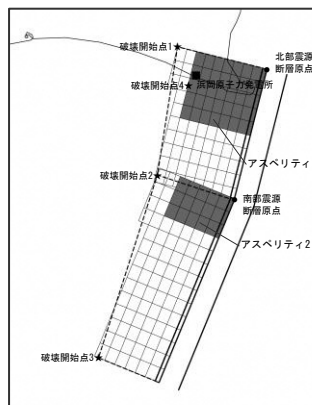 破壊開始点1
北部震源
断層原点
破壊開始点4 浜岡原子力発電所
アスペリティ
破壊開始点2
南部震源
断層原点
アスペリティ2
破壊開始点3